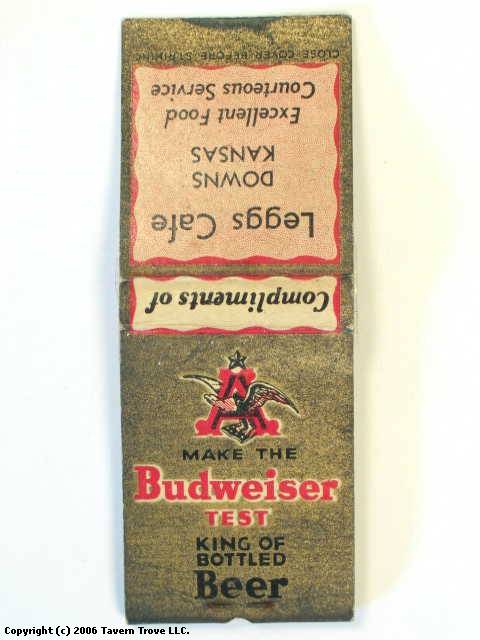 CLOSE COVER BEFORE STRIKING
Compliments of
Leggs Cafe
DOWNS
KANSAS
Excellent Food
Courteous Service
MAKE THE
Budweiser
TEST
KING OF
BOTTLED
Beer
Copyright (c) 2006 Tavern Trove LLC.